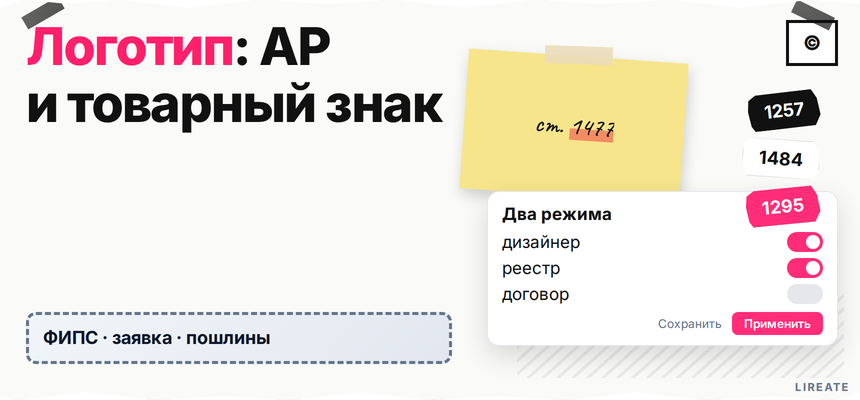 Логотип: АР
и товарный знак
©
ст. 1477
1257
1484
1295
Два режима
дизайнер
реестр
договор
Сохранить
Применить
ФИПС · заявка · пошлины
LIREATE